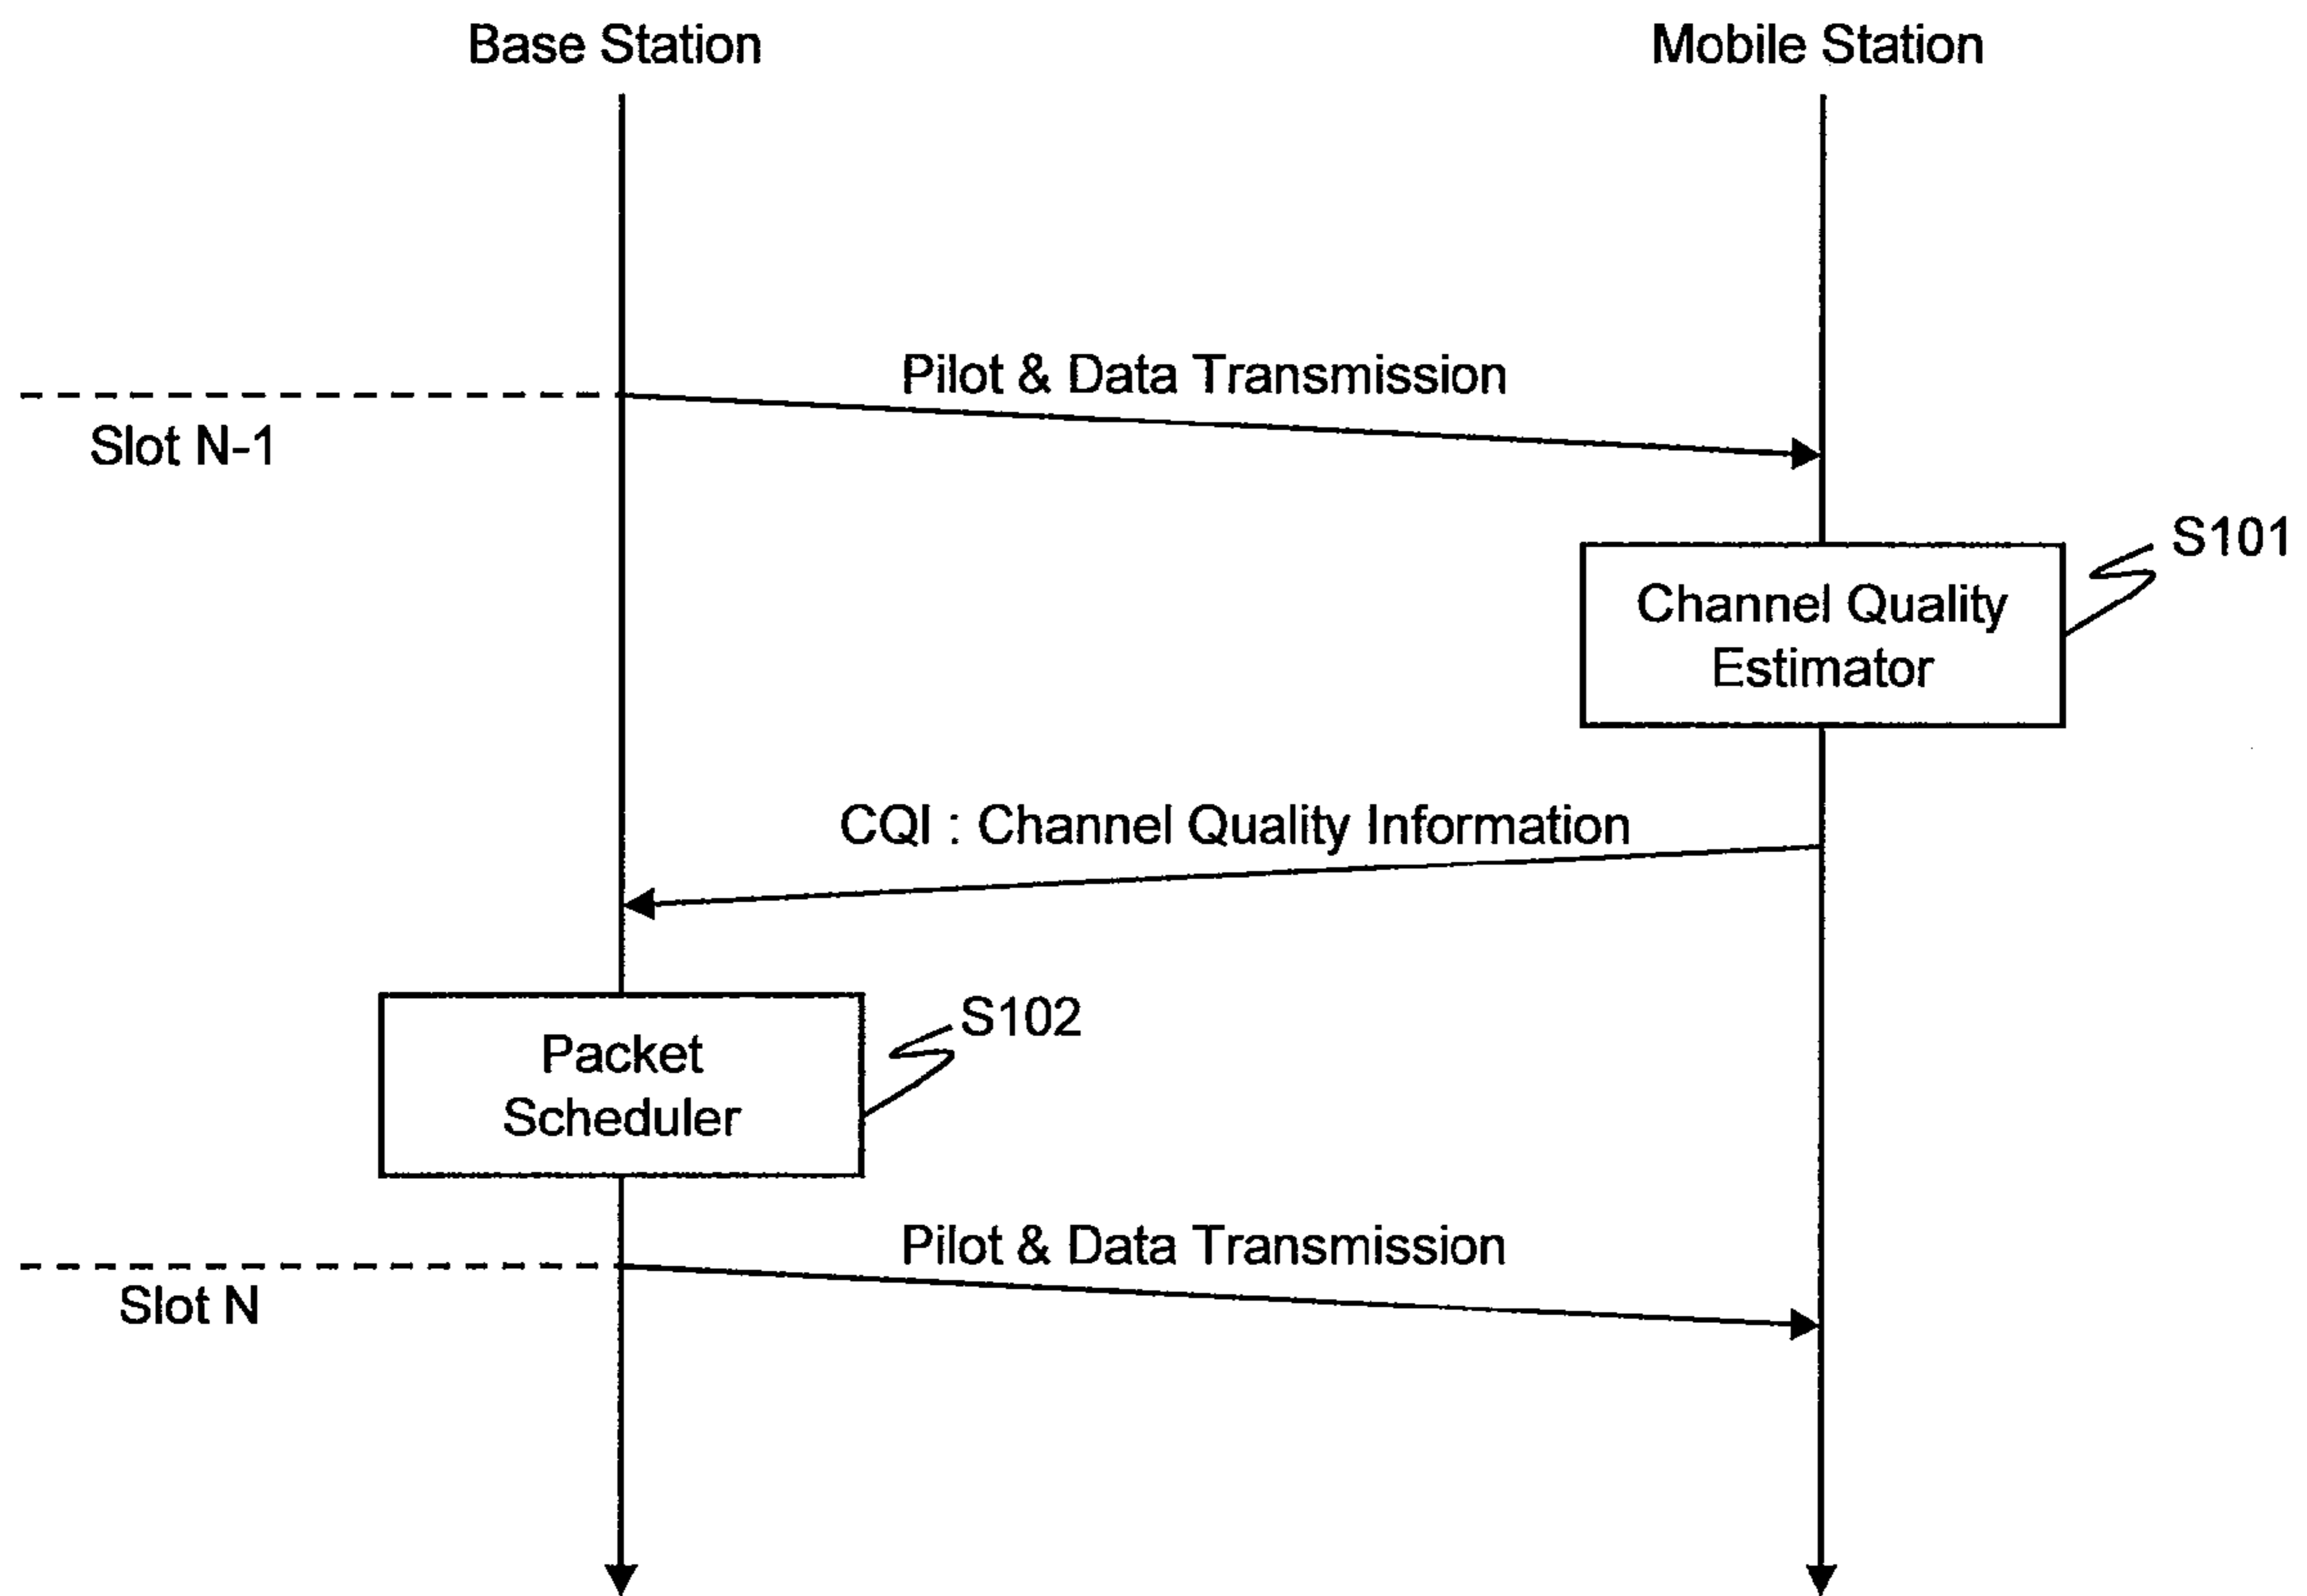 Base Station
Mobile Station
Pilot & Data Transmission
Slot N-1
S101
Channel Quality
Estimator
CQI : Channel Quality Information
S102
Packet
Scheduler
Pilot & Data Transmission
Slot N